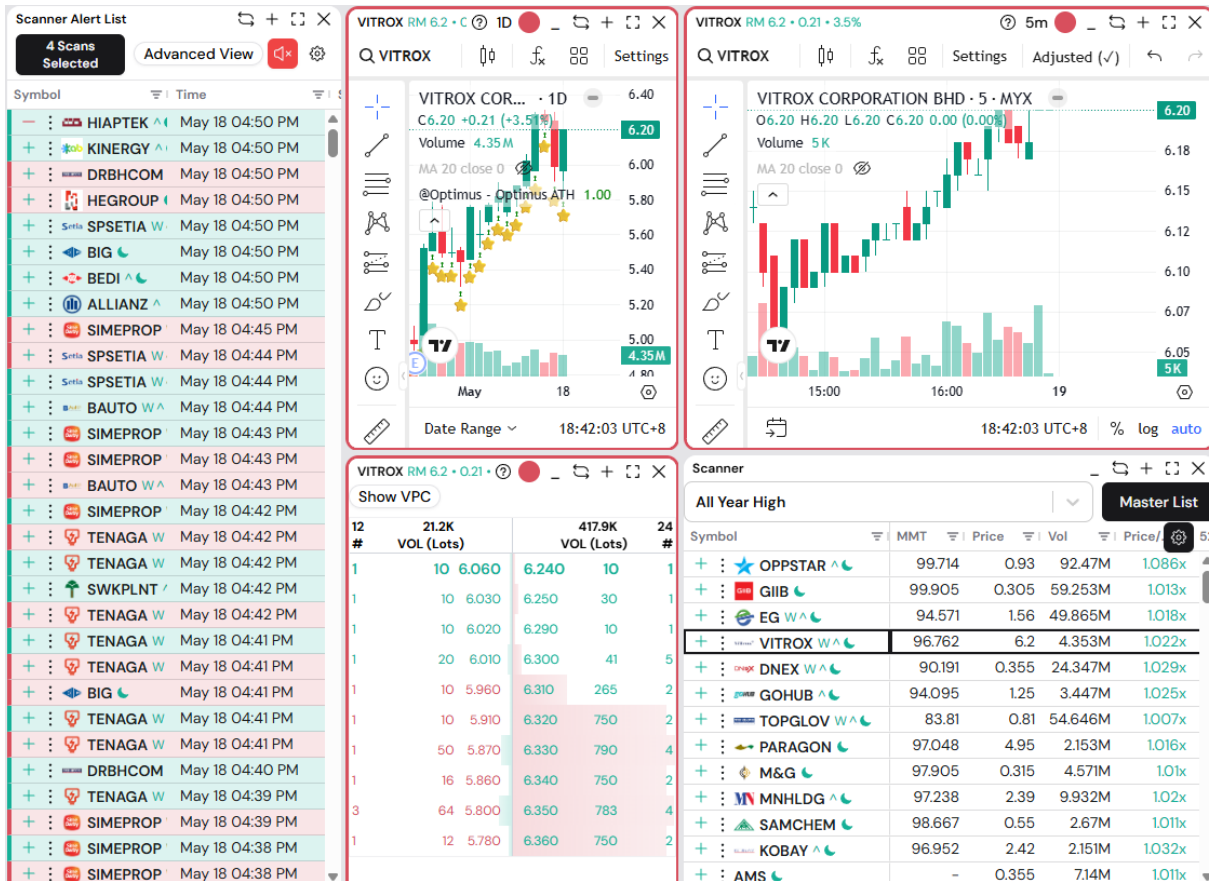 Scanner Alert List
4 Scans Selected
Advanced View
Symbol Time
HIAPTEK ^ May 18 04:50 PM
KINERGY ^ May 18 04:50 PM
DRBHCOM May 18 04:50 PM
HEGROUP May 18 04:50 PM
SPSETIA W May 18 04:50 PM
BIG May 18 04:50 PM
BEDI ^ May 18 04:50 PM
ALLIANZ ^ May 18 04:50 PM
SIMEPROP May 18 04:45 PM
SPSETIA W May 18 04:44 PM
SPSETIA W May 18 04:44 PM
BAUTO W ^ May 18 04:44 PM
SIMEPROP May 18 04:43 PM
SIMEPROP May 18 04:43 PM
BAUTO W ^ May 18 04:43 PM
SIMEPROP May 18 04:42 PM
TENAGA W May 18 04:42 PM
TENAGA W May 18 04:42 PM
SWKPLNT May 18 04:42 PM
TENAGA W May 18 04:42 PM
TENAGA W May 18 04:41 PM
TENAGA W May 18 04:41 PM
BIG May 18 04:41 PM
TENAGA W May 18 04:41 PM
TENAGA W May 18 04:41 PM
DRBHCOM May 18 04:40 PM
TENAGA W May 18 04:39 PM
SIMEPROP May 18 04:39 PM
SIMEPROP May 18 04:38 PM
SIMEPROP May 18 04:38 PM
VITROX RM 6.2 • 1D
VITROX Settings
VITROX COR... · 1D
C6.20 +0.21 (+3.51%)
Volume 4.35 M
MA 20 close 0
@Optimus - Optimus ATH 1.00
6.40
6.20
6.00
5.80
5.60
5.40
5.20
5.00
4.35 M
4.80
E
May 18
Date Range 18:42:03 UTC+8
VITROX RM 6.2 • 0.21 • 3.5% 5m
VITROX Settings Adjusted (✓)
VITROX CORPORATION BHD · 5 · MYX
O6.20 H6.20 L6.20 C6.20 0.00 (0.00%)
Volume 5 K
MA 20 close 0
6.20
6.18
6.15
6.12
6.10
6.07
6.05
5 K
15:00 16:00 19
18:42:03 UTC+8 % log auto
VITROX RM 6.2 • 0.21 •
Show VPC
12 21.2K 417.9K 24
# VOL (Lots) VOL (Lots) #
1 10 6.060 6.240 10 1
1 10 6.030 6.250 30 1
1 10 6.020 6.290 10 1
1 20 6.010 6.300 41 5
1 10 5.960 6.310 265 2
1 10 5.910 6.320 750 2
1 50 5.870 6.330 790 4
1 16 5.860 6.340 750 2
3 64 5.800 6.350 783 4
1 12 5.780 6.360 750 2
Scanner
All Year High Master List
Symbol MMT Price Vol Price/
OPPSTAR ^ 99.714 0.93 92.47M 1.086x
GIIB 99.905 0.305 59.253M 1.013x
EG W ^ 94.571 1.56 49.865M 1.018x
VITROX W ^ 96.762 6.2 4.353M 1.022x
DNEX W ^ 90.191 0.355 24.347M 1.029x
GOHUB ^ 94.095 1.25 3.447M 1.025x
TOPGLOV W ^ 83.81 0.81 54.646M 1.007x
PARAGON 97.048 4.95 2.153M 1.016x
M&G 97.905 0.315 4.571M 1.01x
MNHLDG ^ 97.238 2.39 9.932M 1.02x
SAMCHEM 98.667 0.55 2.67M 1.011x
KOBAY ^ 96.952 2.42 2.151M 1.032x
AMS - 0.355 7.14M 1.011x